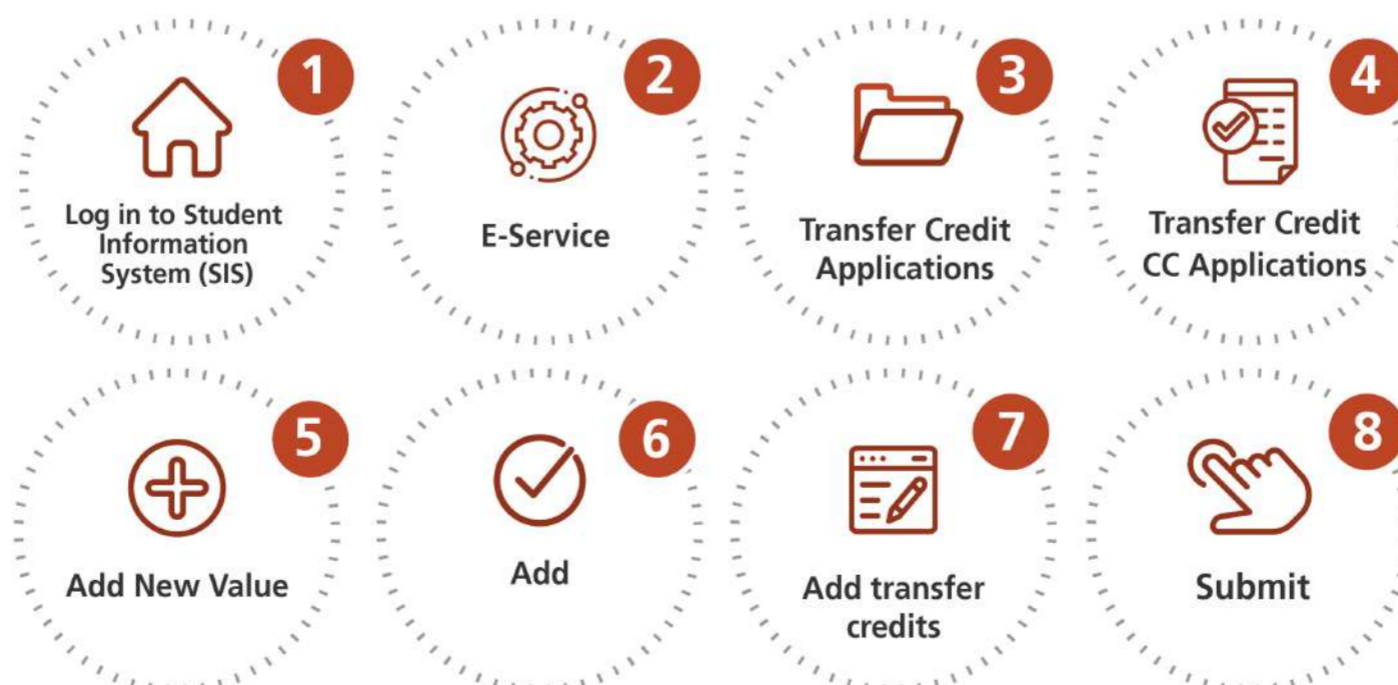 1
Log in to Student
Information
System (SIS)
2
E-Service
3
Transfer Credit
Applications
4
Transfer Credit
CC Applications
5
Add New Value
6
Add
7
Add transfer
credits
8
Submit